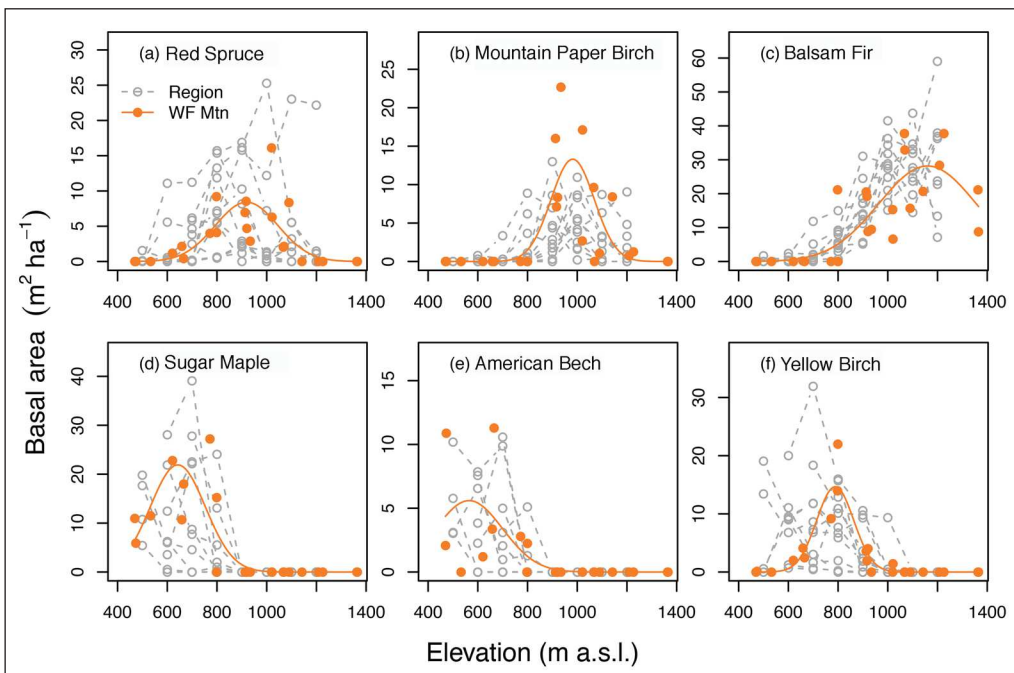 Basal area (m² ha⁻¹)
(a) Red Spruce
Region
WF Mtn
0 5 10 15 20 25 30
400 600 800 1000 1400
(b) Mountain Paper Birch
0 5 10 15 20 25
400 600 800 1000 1400
(c) Balsam Fir
0 10 20 30 40 50 60
400 600 800 1000 1400
(d) Sugar Maple
0 10 20 30 40
400 600 800 1000 1400
(e) American Bech
0 5 10 15
400 600 800 1000 1400
(f) Yellow Birch
0 10 20 30
400 600 800 1000 1400
Elevation (m a.s.l.)